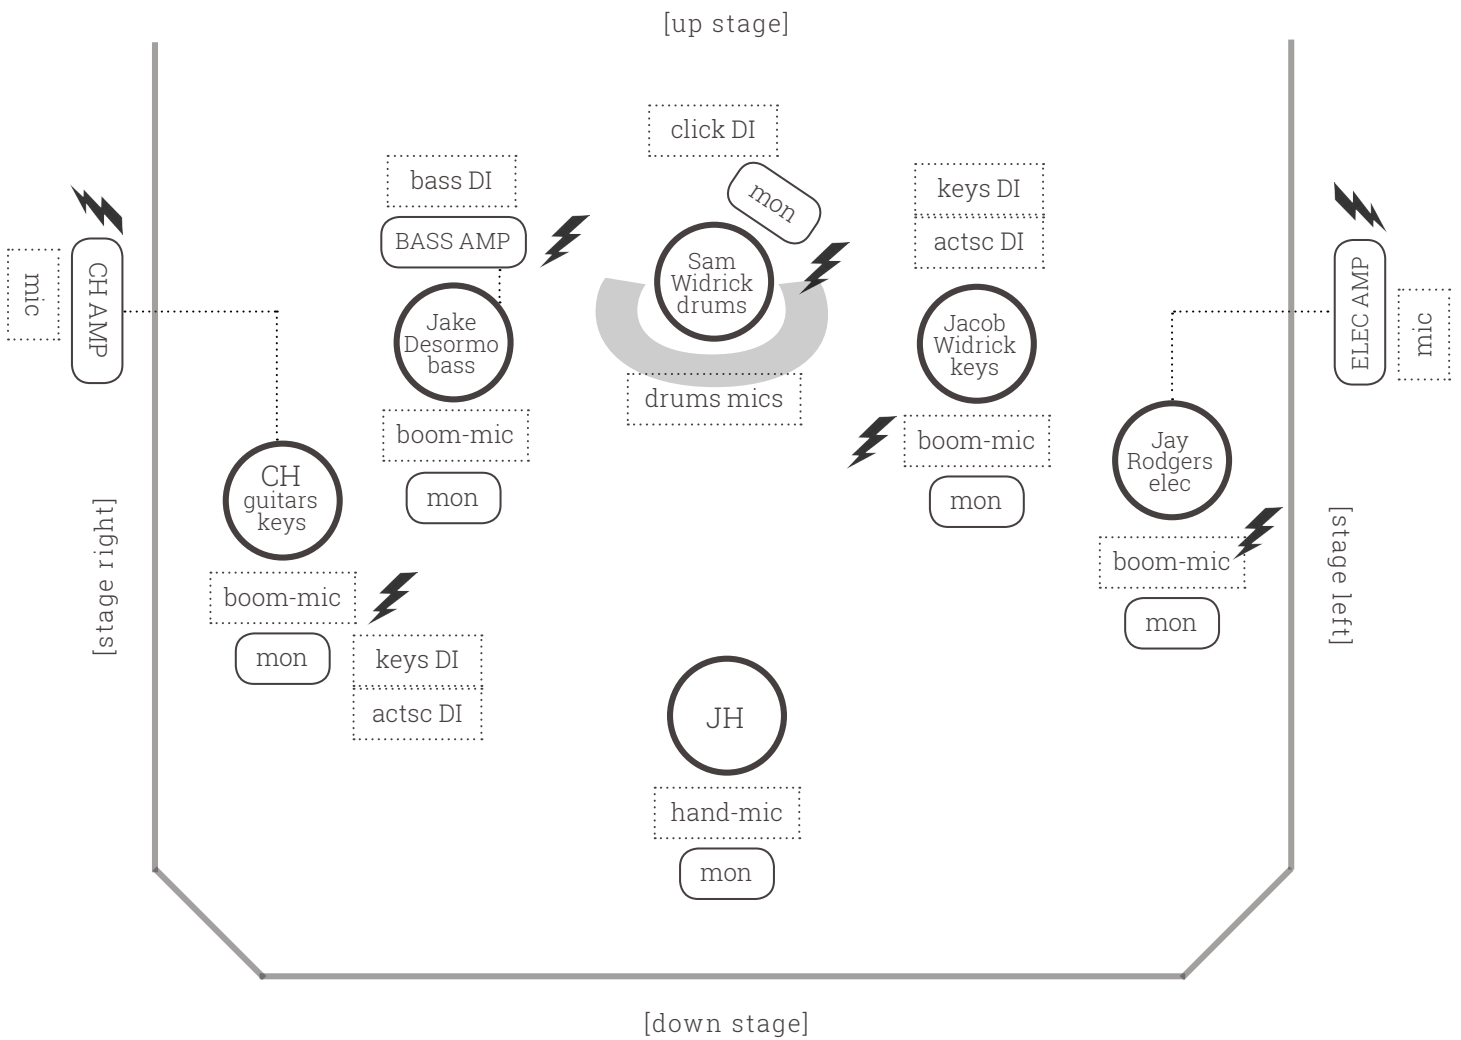 [up stage]
click DI
mon
bass DI
BASS AMP
keys DI
actsc DI
mic
CH AMP
Sam
Widrick
drums
ELEC AMP
mic
Jake
Desormo
bass
Jacob
Widrick
keys
drums mics
boom-mic
mon
boom-mic
mon
CH
guitars
keys
Jay
Rodgers
elec
[stage right]
[stage left]
boom-mic
mon
keys DI
actsc DI
boom-mic
mon
JH
hand-mic
mon
[down stage]